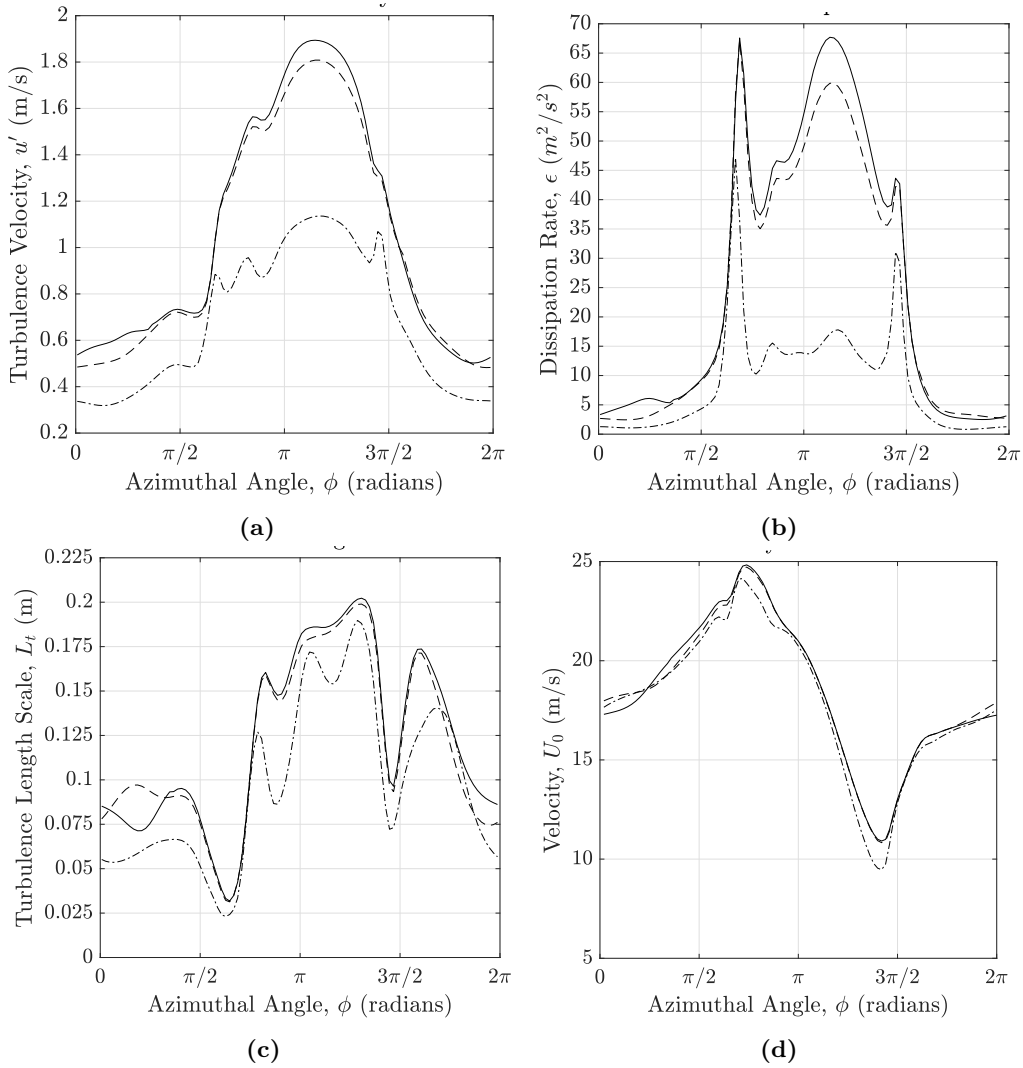 2
1.8
1.6
1.4
1.2
1
0.8
0.6
0.4
0.2
Turbulence Velocity, u′ (m/s)
0 π/2 π 3π/2 2π
Azimuthal Angle, ϕ (radians)
(a)
70
65
60
55
50
45
40
35
30
25
20
15
10
5
0
Dissipation Rate, ϵ (m²/s²)
0 π/2 π 3π/2 2π
Azimuthal Angle, ϕ (radians)
(b)
0.225
0.2
0.175
0.15
0.125
0.1
0.075
0.05
0.025
0
Turbulence Length Scale, Lₜ (m)
0 π/2 π 3π/2 2π
Azimuthal Angle, ϕ (radians)
(c)
25
20
15
10
5
Velocity, U₀ (m/s)
0 π/2 π 3π/2 2π
Azimuthal Angle, ϕ (radians)
(d)